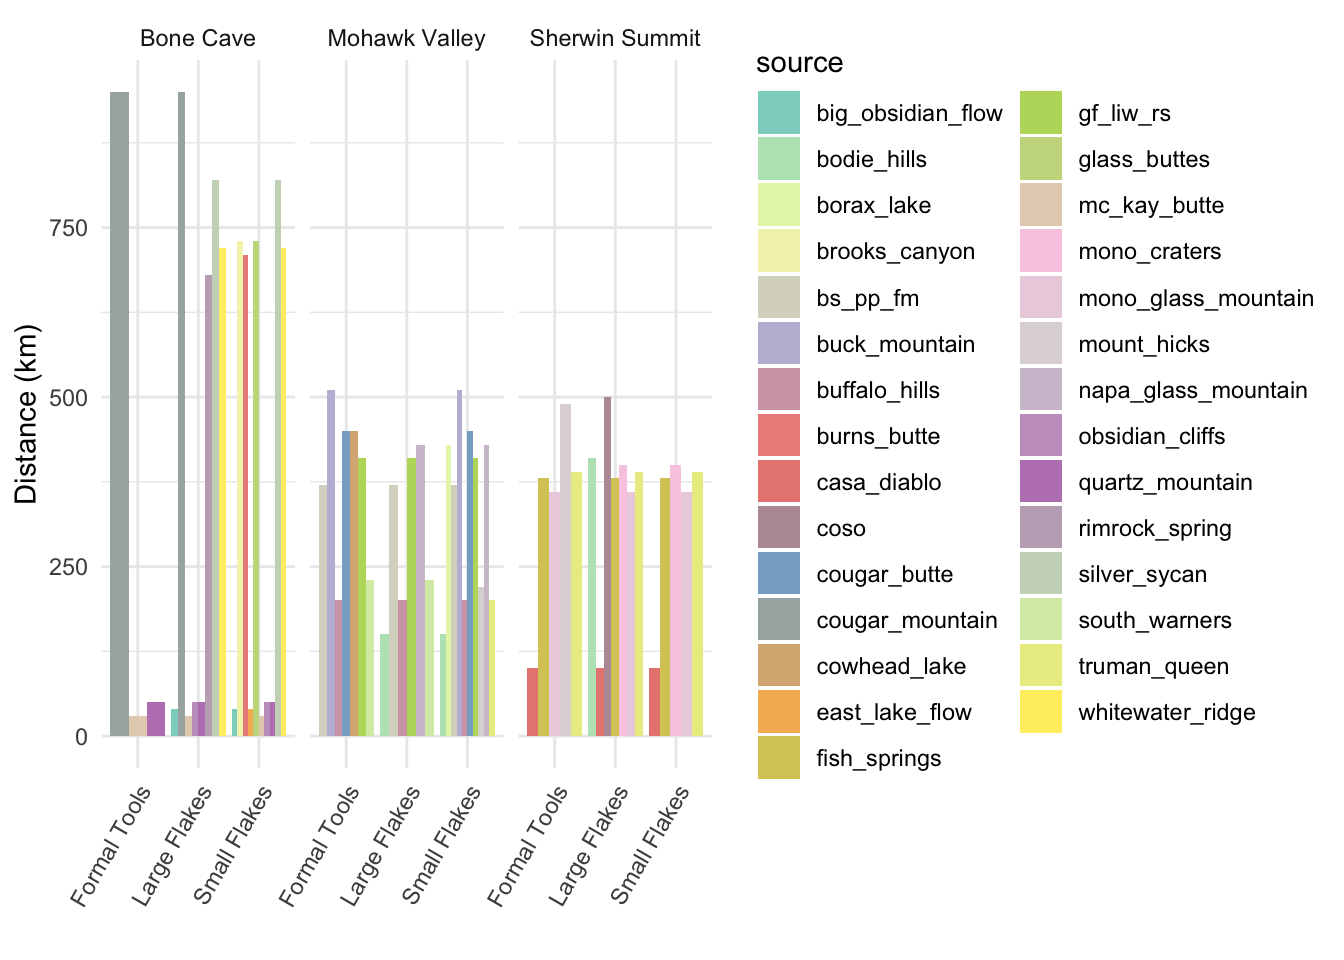 Bone Cave
Mohawk Valley
Sherwin Summit
Distance (km)
750
500
250
0
Formal Tools
Large Flakes
Small Flakes
Formal Tools
Large Flakes
Small Flakes
Formal Tools
Large Flakes
Small Flakes
source
big_obsidian_flow
bodie_hills
borax_lake
brooks_canyon
bs_pp_fm
buck_mountain
buffalo_hills
burns_butte
casa_diablo
coso
cougar_butte
cougar_mountain
cowhead_lake
east_lake_flow
fish_springs
gf_liw_rs
glass_buttes
mc_kay_butte
mono_craters
mono_glass_mountain
mount_hicks
napa_glass_mountain
obsidian_cliffs
quartz_mountain
rimrock_spring
silver_sycan
south_warners
truman_queen
whitewater_ridge